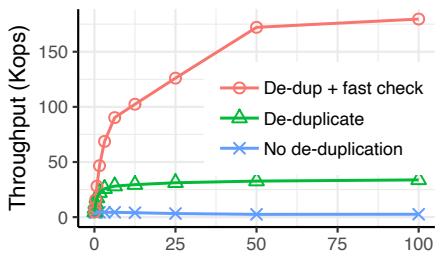 Throughput (Kops)
150
100
50
0
De-dup + fast check
De-duplicate
No de-duplication
0
25
50
75
100